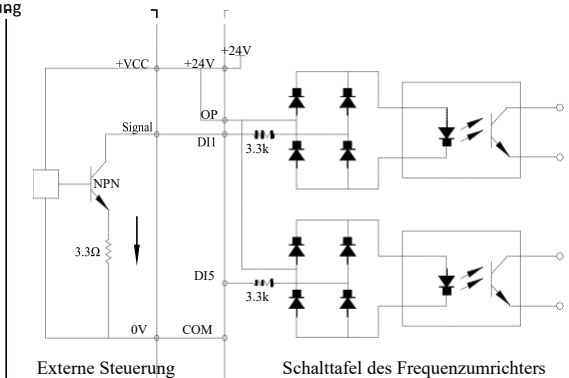 ung
+24V
+VCC
+24V
OP
Signal
DI1
3.3k
NPN
3.3Ω
DI5
3.3k
0V
COM
Externe Steuerung
Schalttafel des Frequenzumrichters